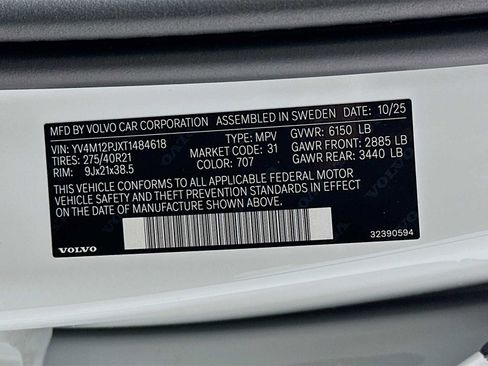 MFD BY VOLVO CAR CORPORATION ASSEMBLED IN SWEDEN 10/25
VIN: YV4M12PJXT1484618 TYPE: MPV GVWR: 6150 LB
TIRES: 275/40R21 MARKET CODE: 31 GAWR FRONT: 2885 LB
RIM: 9Jx21x38.5 COLOR: 707 GAWR REAR: 3440 LB
THIS VEHICLE CONFORMS TO ALL APPLICABLE FEDERAL MOTOR
VEHICLE SAFETY AND THEFT PREVENTION STANDARDS IN EFFECT ON
THE DATE OF MANUFACTURE SHOWN ABOVE.
VOLVO 32390594